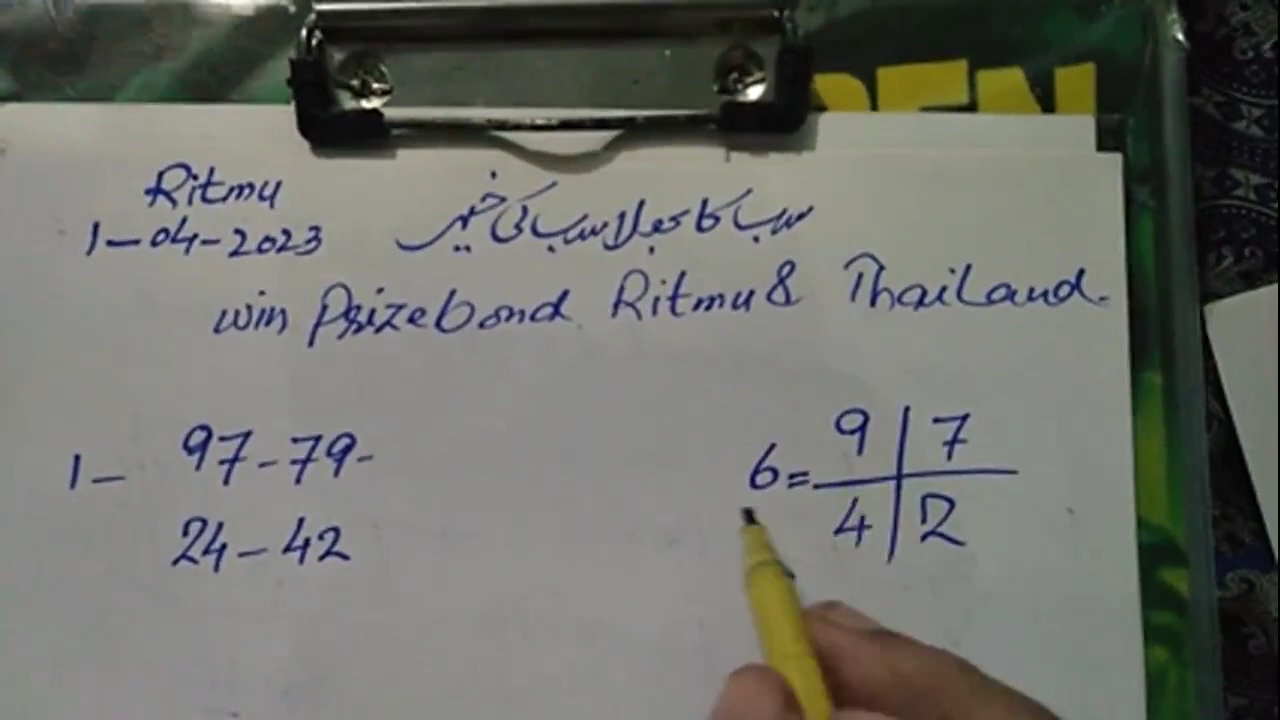 Ritmu
1-04-2023
سب کا بھلا سب کی خیر
win Prizebond Ritmu & Thailand.
1- 97-79-
24-42
6= 9 7
4 2